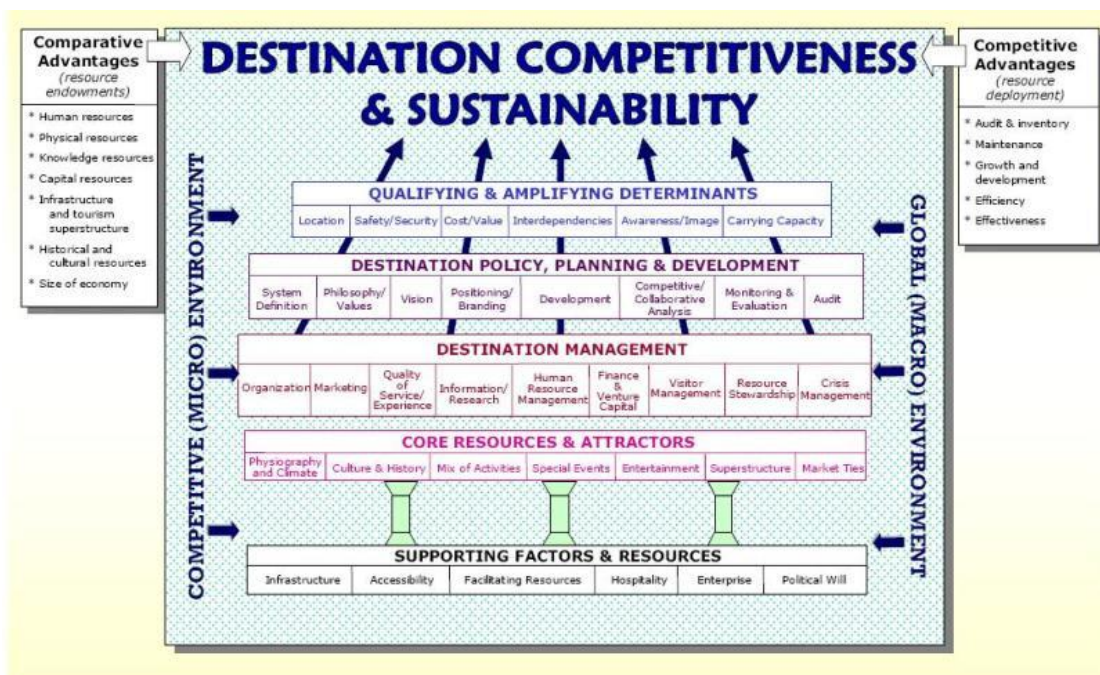 Comparative
Advantages
(resource
endowments)
* Human resources
* Physical resources
* Knowledge resources
* Capital resources
* Infrastructure
and tourism
superstructure
* Historical and
cultural resources
* Size of economy
DESTINATION COMPETITIVENESS
& SUSTAINABILITY
Competitive
Advantages
(resource
deployment)
* Audit & inventory
* Maintenance
* Growth and
development
* Efficiency
* Effectiveness
COMPETITIVE (MICRO) ENVIRONMENT
GLOBAL (MACRO) ENVIRONMENT
QUALIFYING & AMPLIFYING DETERMINANTS
Location
Safety/Security
Cost/Value
Interdependencies
Awareness/Image
Carrying Capacity
DESTINATION POLICY, PLANNING & DEVELOPMENT
System
Definition
Philosophy/
Values
Vision
Positioning/
Branding
Development
Competitive/
Collaborative
Analysis
Monitoring &
Evaluation
Audit
DESTINATION MANAGEMENT
Organization
Marketing
Quality
of
Service/
Experience
Information/
Research
Human
Resource
Management
Finance
&
Venture
Capital
Visitor
Management
Resource
Stewardship
Crisis
Management
CORE RESOURCES & ATTRACTORS
Physiography
and Climate
Culture & History
Mix of Activities
Special Events
Entertainment
Superstructure
Market Ties
SUPPORTING FACTORS & RESOURCES
Infrastructure
Accessibility
Facilitating Resources
Hospitality
Enterprise
Political Will